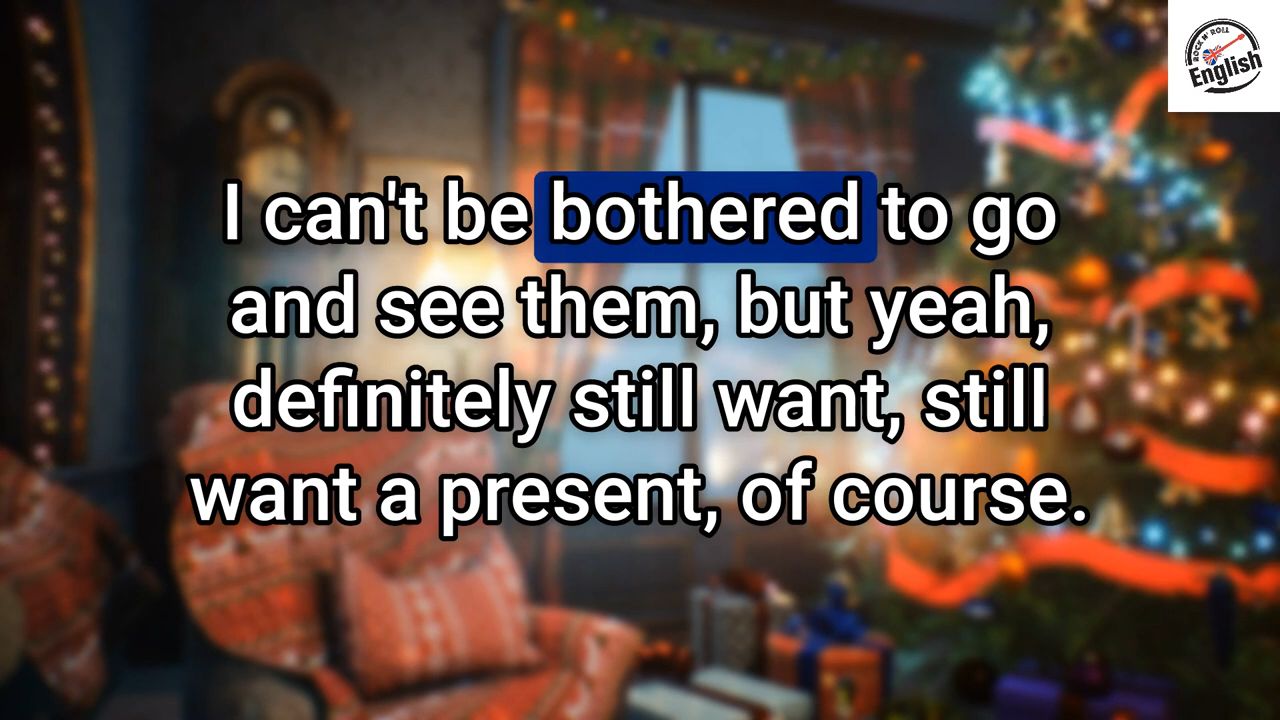 ROCK N' ROLL
English
I can't be bothered to go
and see them, but yeah,
definitely still want, still
want a present, of course.